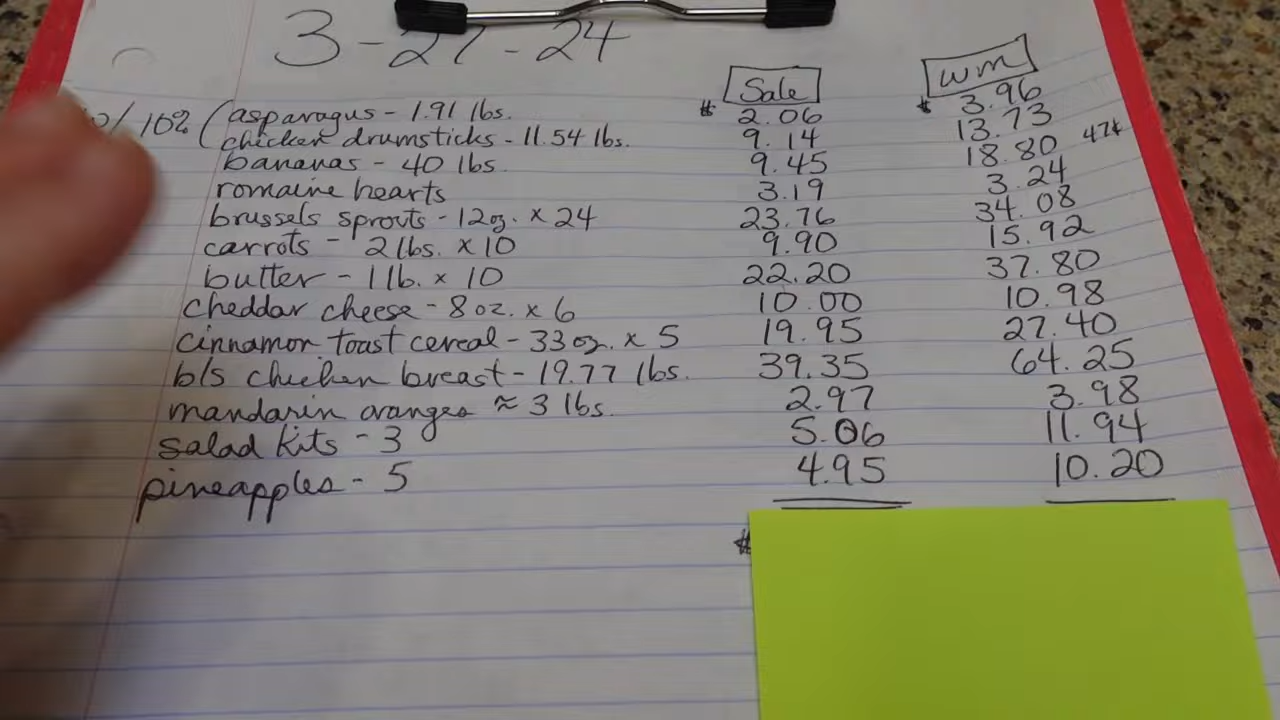 3-27-24
Sale WM
10% ( asparagus - 1.91 lbs. $ 2.06 $ 3.96
chicken drumsticks - 11.54 lbs. 9.14 13.73
bananas - 40 lbs. 9.45 18.80 47¢
romaine hearts 3.19 3.24
brussels sprouts - 12oz. x 24 23.76 34.08
carrots - 2 lbs. x 10 9.90 15.92
butter - 1 lb. x 10 22.20 37.80
cheddar cheese - 8 oz. x 6 10.00 10.98
cinnamon toast cereal - 33 oz. x 5 19.95 27.40
b/s chicken breast - 19.77 lbs. 39.35 64.25
mandarin oranges ≈ 3 lbs. 2.97 3.98
salad kits - 3 5.06 11.94
pineapples - 5 4.95 10.20
$